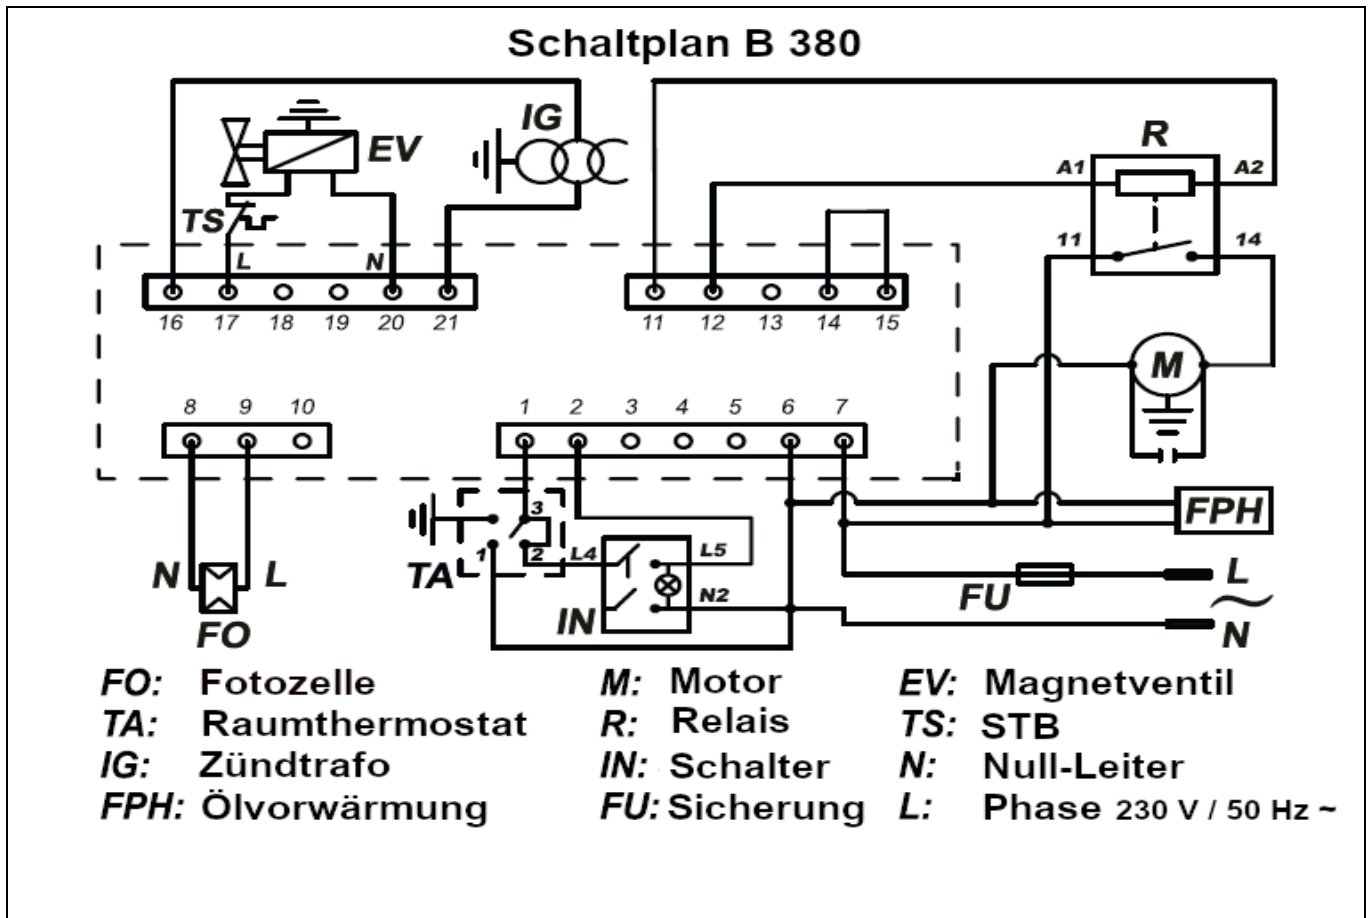 Schaltplan B 380
IG
R
EV
A1
A2
TS
11
14
L
N
16 17 18 19 20 21
11 12 13 14 15
M
8 9 10
1 2 3 4 5 6 7
FPH
3
1
2
L4
L5
N
L
TA
L
FU
N2
IN
FO
~
N
FO: Fotozelle
M: Motor
EV: Magnetventil
TA: Raumthermostat
R: Relais
TS: STB
IG: Zündtrafo
IN: Schalter
N: Null-Leiter
FPH: Ölvorwärmung
FU: Sicherung
L: Phase 230 V / 50 Hz ~